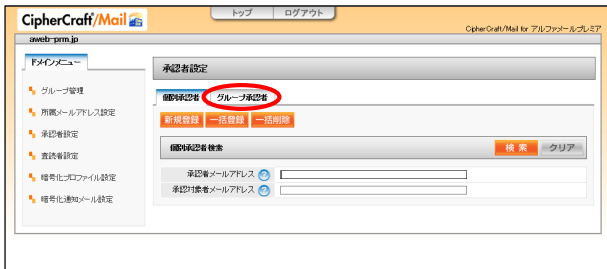 CipherCraft/Mail
トップ
ログアウト
CipherCraft/Mail for アルファメールプレミア
aweb-prm.jp
ドメインメニュー
グループ管理
所属メールアドレス設定
承認者設定
査読者設定
暗号化プロファイル設定
暗号化通知メール設定
承認者設定
個別承認者
グループ承認者
新規登録
一括登録
一括削除
個別承認者検索
検索
クリア
承認者メールアドレス
承認対象者メールアドレス